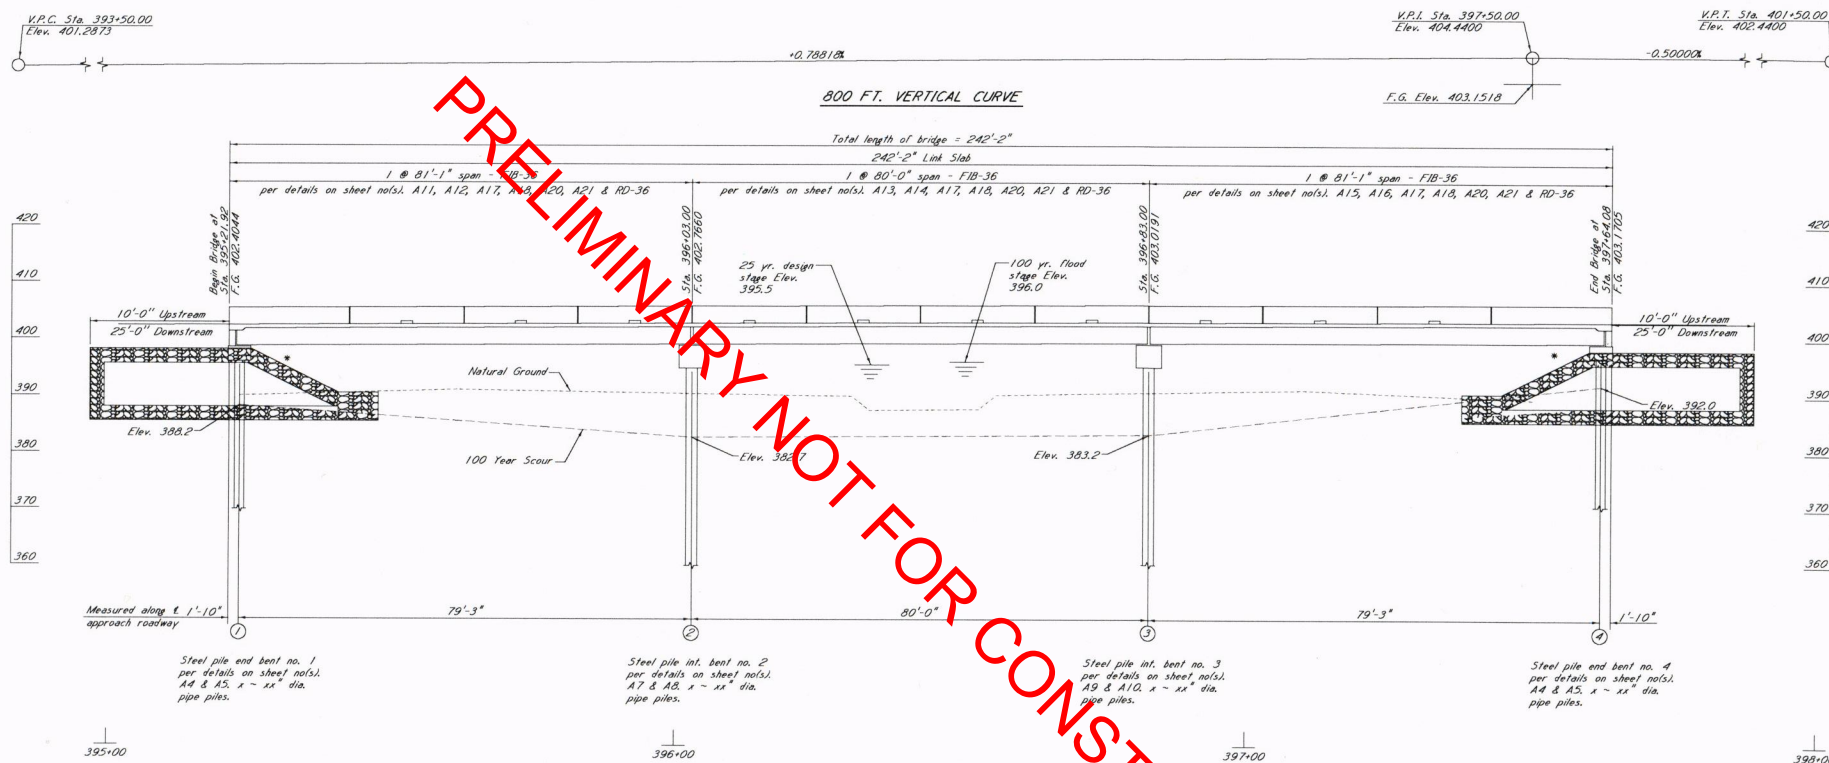 V.P.C. Sta. 393+50.00
Elev. 401.2873
+0.78818%
V.P.I. Sta. 397+50.00
Elev. 404.4400
F.G. Elev. 403.1518
-0.50000%
V.P.T. Sta. 401+50.00
Elev. 402.4400
800 FT. VERTICAL CURVE
Total length of bridge = 242'-2"
242'-2" Link Slab
1 @ 81'-1" span - FIB-36
per details on sheet no(s). A11, A12, A17, A18, A20, A21 & RD-36
1 @ 80'-0" span - FIB-36
per details on sheet no(s). A13, A14, A17, A18, A20, A21 & RD-36
1 @ 81'-1" span - FIB-36
per details on sheet no(s). A15, A16, A17, A18, A20, A21 & RD-36
Begin Bridge at
Sta. 395+21.92
F.G. 402.4044
Sta. 396+03.00
F.G. 402.7660
Sta. 396+83.00
F.G. 403.0191
End Bridge at
Sta. 397+64.08
F.G. 403.1705
420
410
400
390
380
370
360
420
410
400
390
380
370
360
25 yr. design
stage Elev.
395.5
100 yr. flood
stage Elev.
396.0
10'-0" Upstream
25'-0" Downstream
10'-0" Upstream
25'-0" Downstream
*
*
Natural Ground
100 Year Scour
Elev. 388.2
Elev. 382.7
Elev. 383.2
Elev. 392.0
Measured along ℄
approach roadway
1'-10"
79'-3"
80'-0"
79'-3"
1'-10"
1
2
3
4
Steel pile end bent no. 1
per details on sheet no(s).
A4 & A5. x ~ xx" dia.
pipe piles.
Steel pile int. bent no. 2
per details on sheet no(s).
A7 & A8. x ~ xx" dia.
pipe piles.
Steel pile int. bent no. 3
per details on sheet no(s).
A9 & A10. x ~ xx" dia.
pipe piles.
Steel pile end bent no. 4
per details on sheet no(s).
A4 & A5. x ~ xx" dia.
pipe piles.
395+00
396+00
397+00
PRELIMINARY NOT FOR CONST